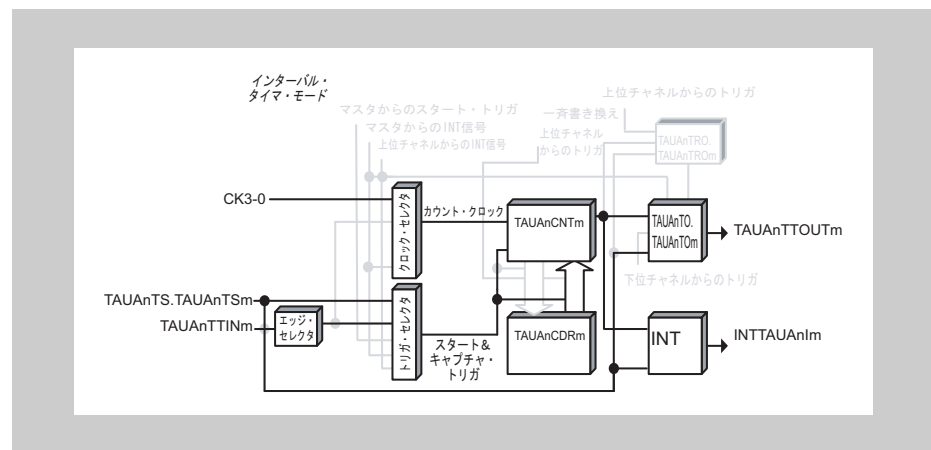 インターバル・
タイマ・モード
マスタからのスタート・トリガ
マスタからのINT信号
上位チャネルからのINT信号
上位チャネルからのトリガ
一斉書き換え
上位チャネル
からのトリガ
TAUAnTRO.
TAUAnTROm
CK3-0
クロック・セレクタ
カウント・クロック
TAUAnCNTm
TAUAnTO.
TAUAnTOm
TAUAnTTOUTm
下位チャネルからのトリガ
TAUAnTS.TAUAnTSm
TAUAnTTINm
エッジ・
セレクタ
トリガ・セレクタ
スタート&
キャプチャ・
トリガ
TAUAnCDRm
INT
INTTAUAnIm